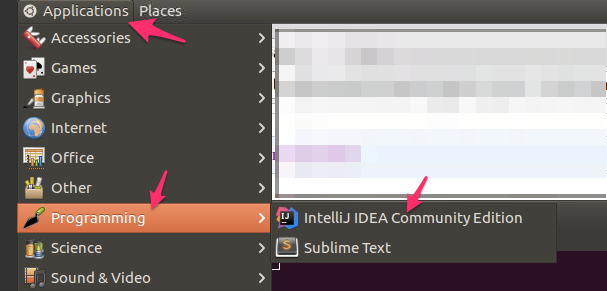 Applications Places
Accessories
Games
Graphics
Internet
Office
Other
Programming
IntelliJ IDEA Community Edition
Science
Sublime Text
Sound & Video